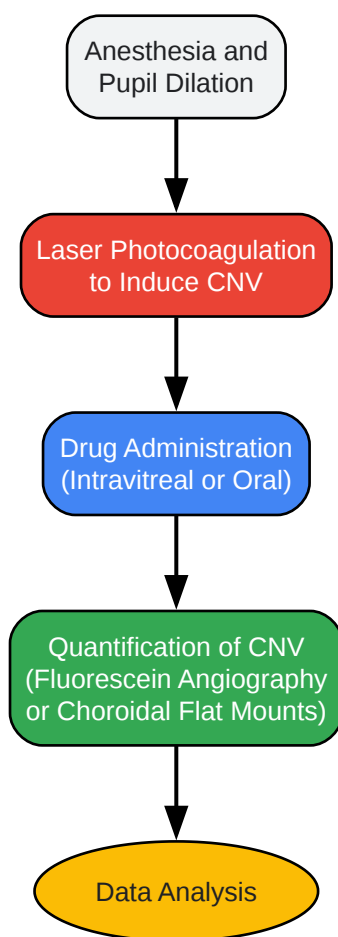 Anesthesia and
Pupil Dilation
Laser Photocoagulation
to Induce CNV
Drug Administration
(Intravitreal or Oral)
Quantification of CNV
(Fluorescein Angiography
or Choroidal Flat Mounts)
Data Analysis